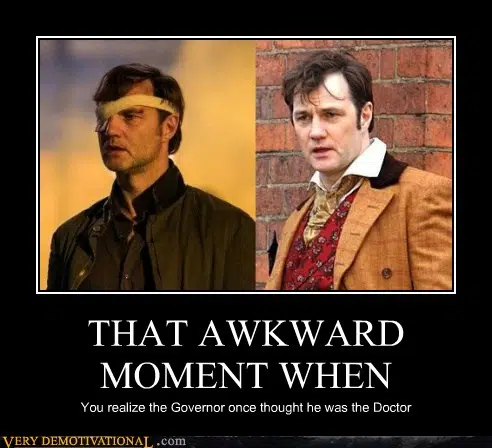 THAT AWKWARD
MOMENT WHEN
You realize the Governor once thought he was the Doctor
VERY DEMOTIVATIONAL.com